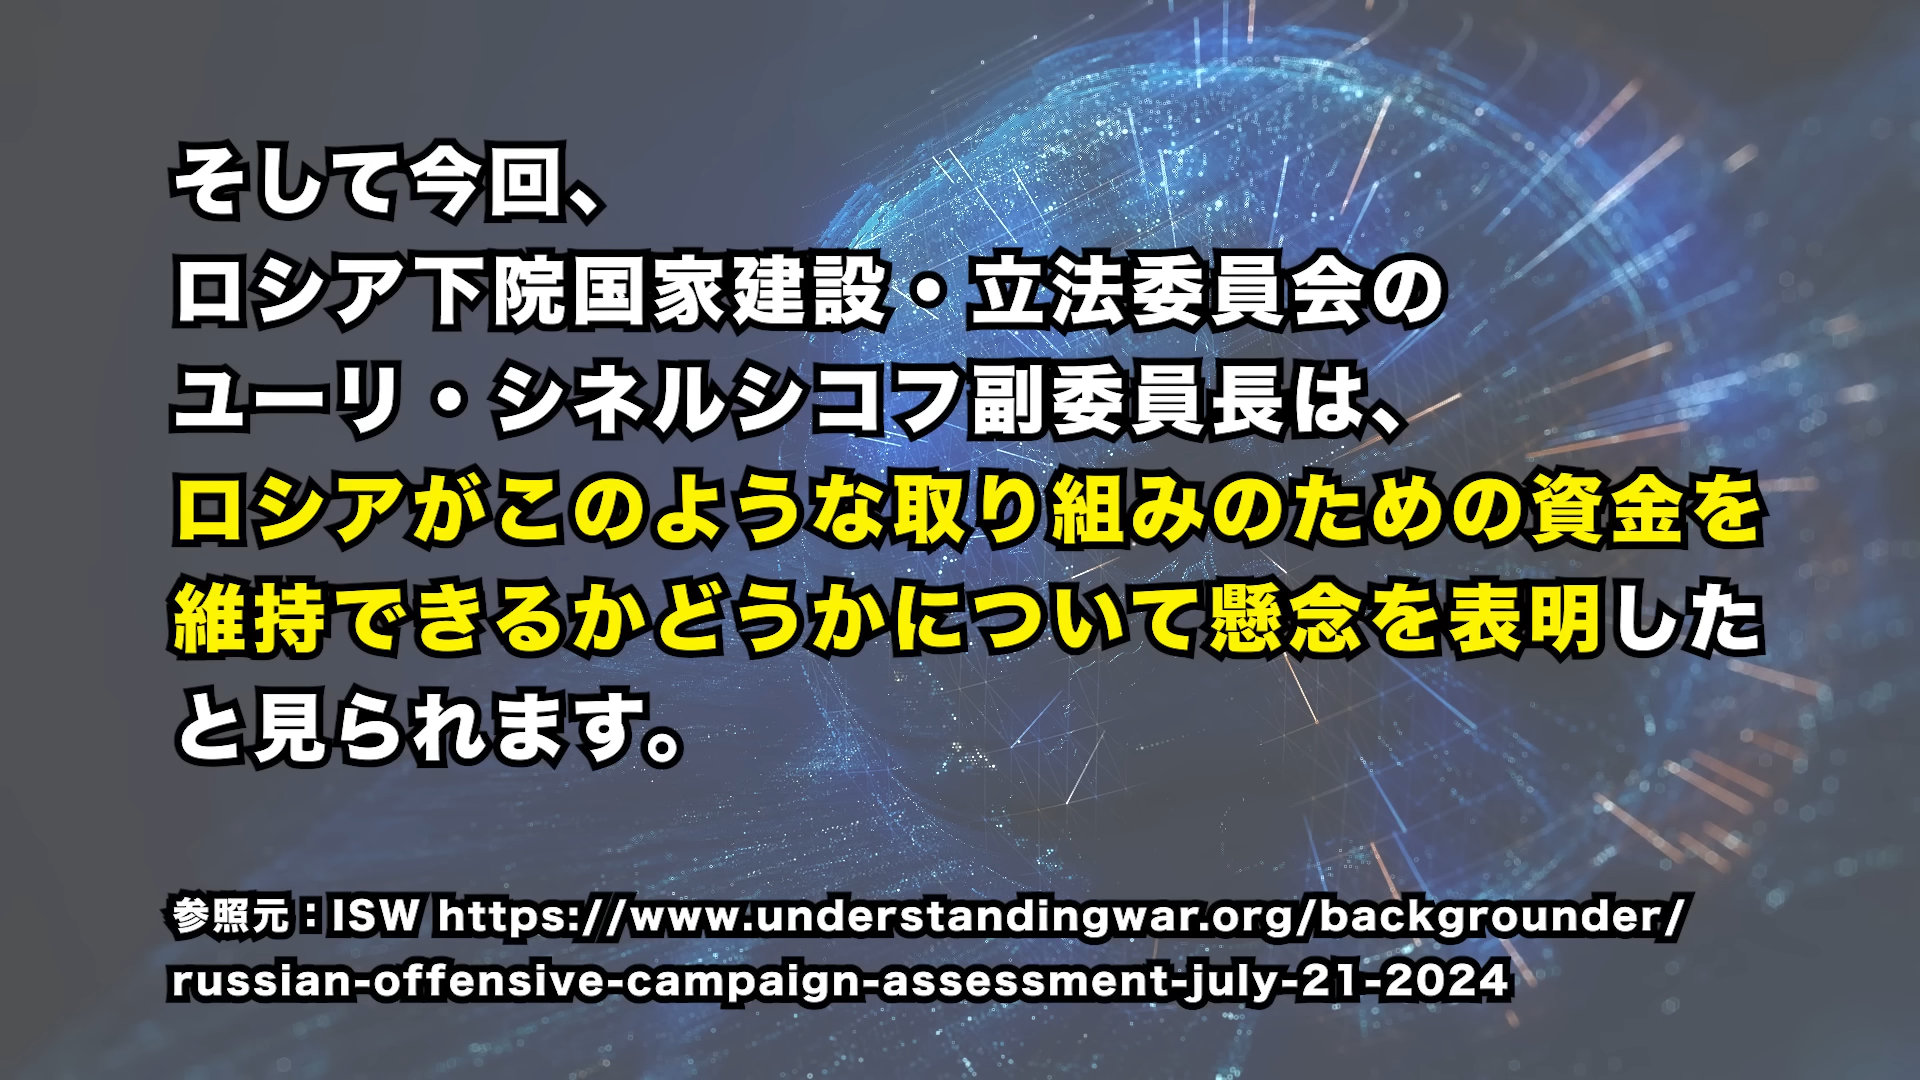 そして今回、
ロシア下院国家建設・立法委員会の
ユーリ・シネルシコフ副委員長は、
ロシアがこのような取り組みのための資金を
維持できるかどうかについて懸念を表明した
と見られます。
参照元：ISW https://www.understandingwar.org/backgrounder/
russian-offensive-campaign-assessment-july-21-2024